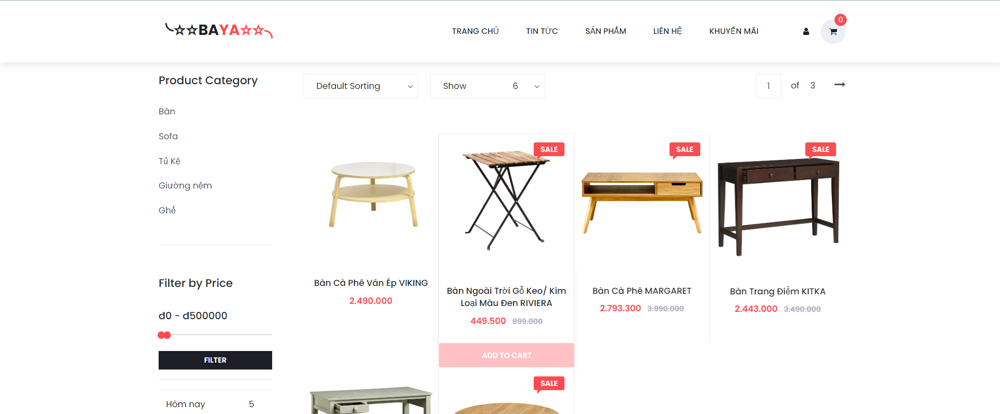 ☆☆BAYA☆☆
TRANG CHỦ TIN TỨC SẢN PHẨM LIÊN HỆ KHUYẾN MÃI 0
Product Category
Bàn
Sofa
Tủ Kệ
Giường nệm
Ghế
Filter by Price
đ0 - đ500000
FILTER
Hôm nay 5
Default Sorting Show 6 1 of 3
SALE
SALE
SALE
Bàn Cà Phê Ván Ép VIKING
2.490.000
Bàn Ngoài Trời Gỗ Keo/ Kim
Loại Màu Đen RIVIERA
449.500 899.000
ADD TO CART
Bàn Cà Phê MARGARET
2.793.300 3.990.000
Bàn Trang Điểm KITKA
2.443.000 3.490.000
SALE